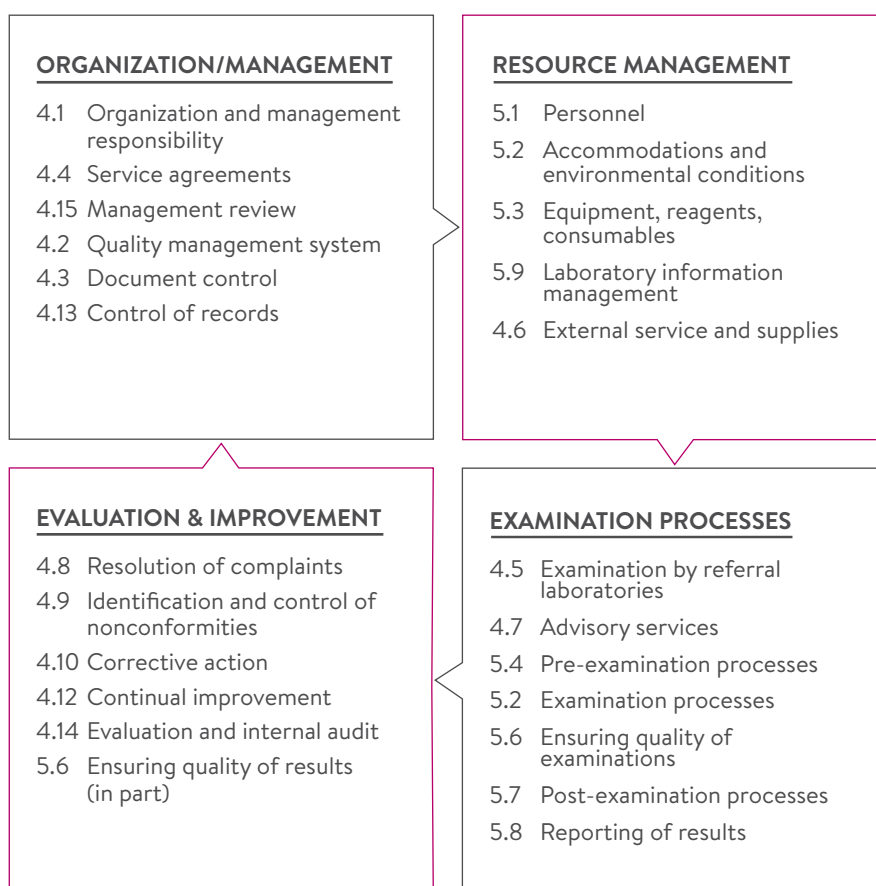 ORGANIZATION/MANAGEMENT
4.1 Organization and management
responsibility
4.4 Service agreements
4.15 Management review
4.2 Quality management system
4.3 Document control
4.13 Control of records
RESOURCE MANAGEMENT
5.1 Personnel
5.2 Accommodations and
environmental conditions
5.3 Equipment, reagents,
consumables
5.9 Laboratory information
management
4.6 External service and supplies
EVALUATION & IMPROVEMENT
4.8 Resolution of complaints
4.9 Identification and control of
nonconformities
4.10 Corrective action
4.12 Continual improvement
4.14 Evaluation and internal audit
5.6 Ensuring quality of results
(in part)
EXAMINATION PROCESSES
4.5 Examination by referral
laboratories
4.7 Advisory services
5.4 Pre-examination processes
5.2 Examination processes
5.6 Ensuring quality of
examinations
5.7 Post-examination processes
5.8 Reporting of results